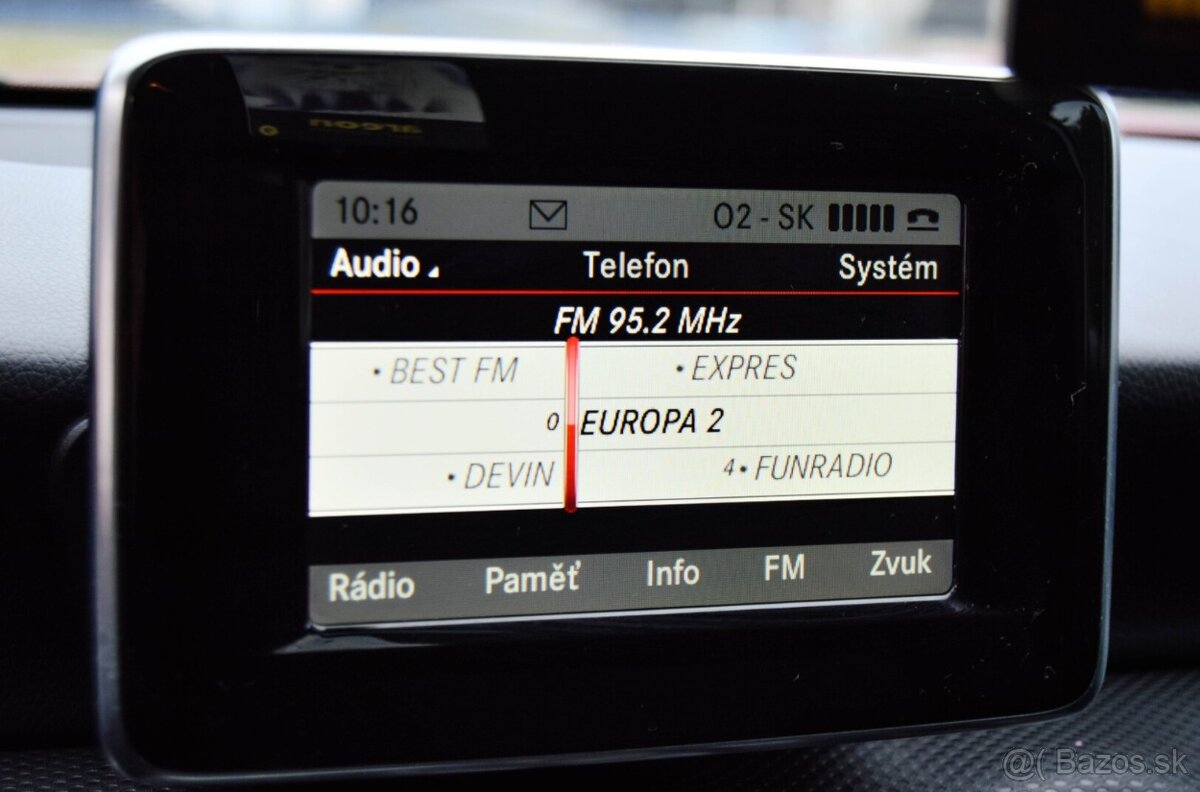 10:16 O2 - SK
Audio Telefon Systém
FM 95.2 MHz
• BEST FM • EXPRES
0 EUROPA 2
• DEVIN 4• FUNRADIO
Rádio Paměť Info FM Zvuk
@( Bazos.sk